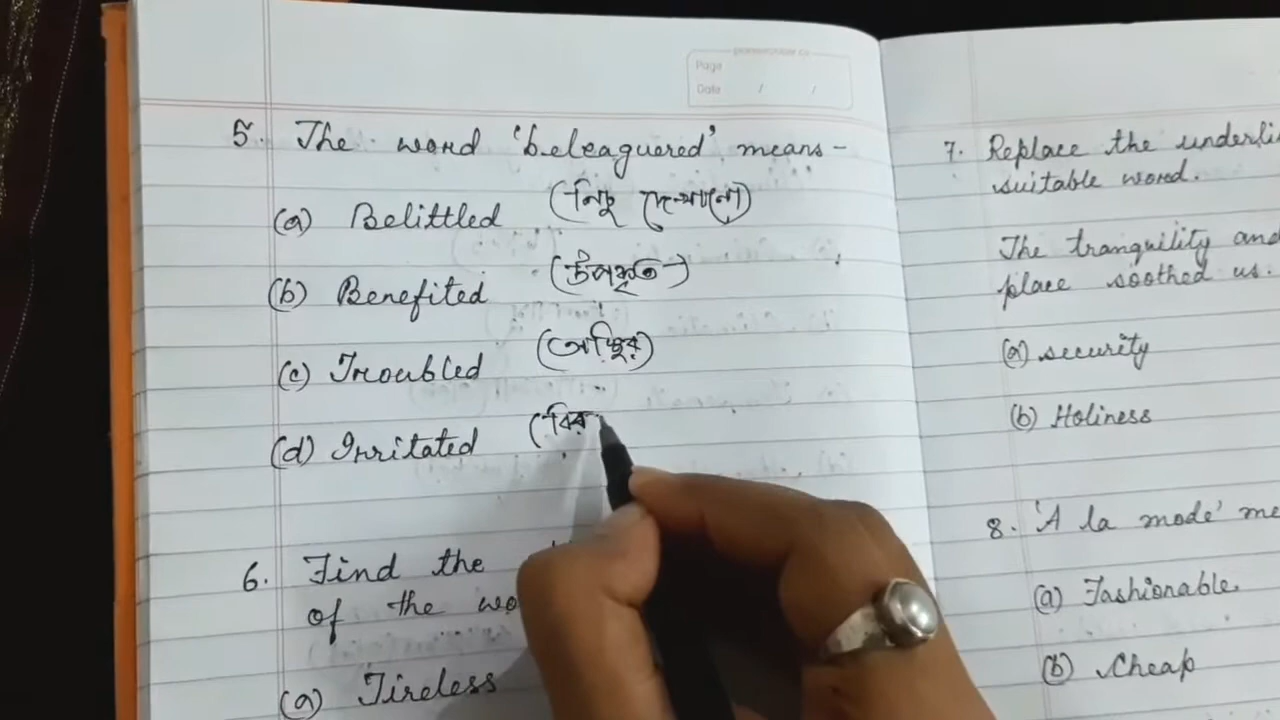 Page
Date / /
5. The word 'beleaguered' means-
(a) Belittled (নিচু দেখানো)
(b) Benefited (উপকৃত)
(c) Troubled (অস্থির)
(d) Irritated (বির
6. Find the
of the wo
(a) Tireless
7. Replace the underli
suitable word.
The tranquility and
place soothed us.
(a) security
(b) Holiness
8. 'A la mode' me
(a) Fashionable.
(b) Cheap